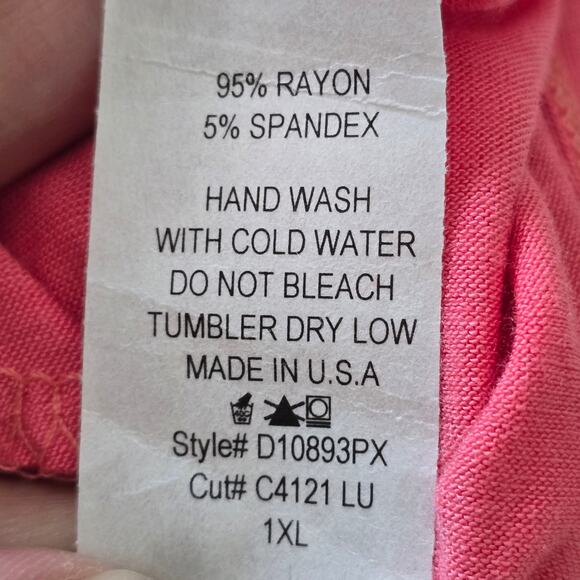 95% RAYON
5% SPANDEX
HAND WASH
WITH COLD WATER
DO NOT BLEACH
TUMBLER DRY LOW
MADE IN U.S.A
Style# D10893PX
Cut# C4121 LU
1XL